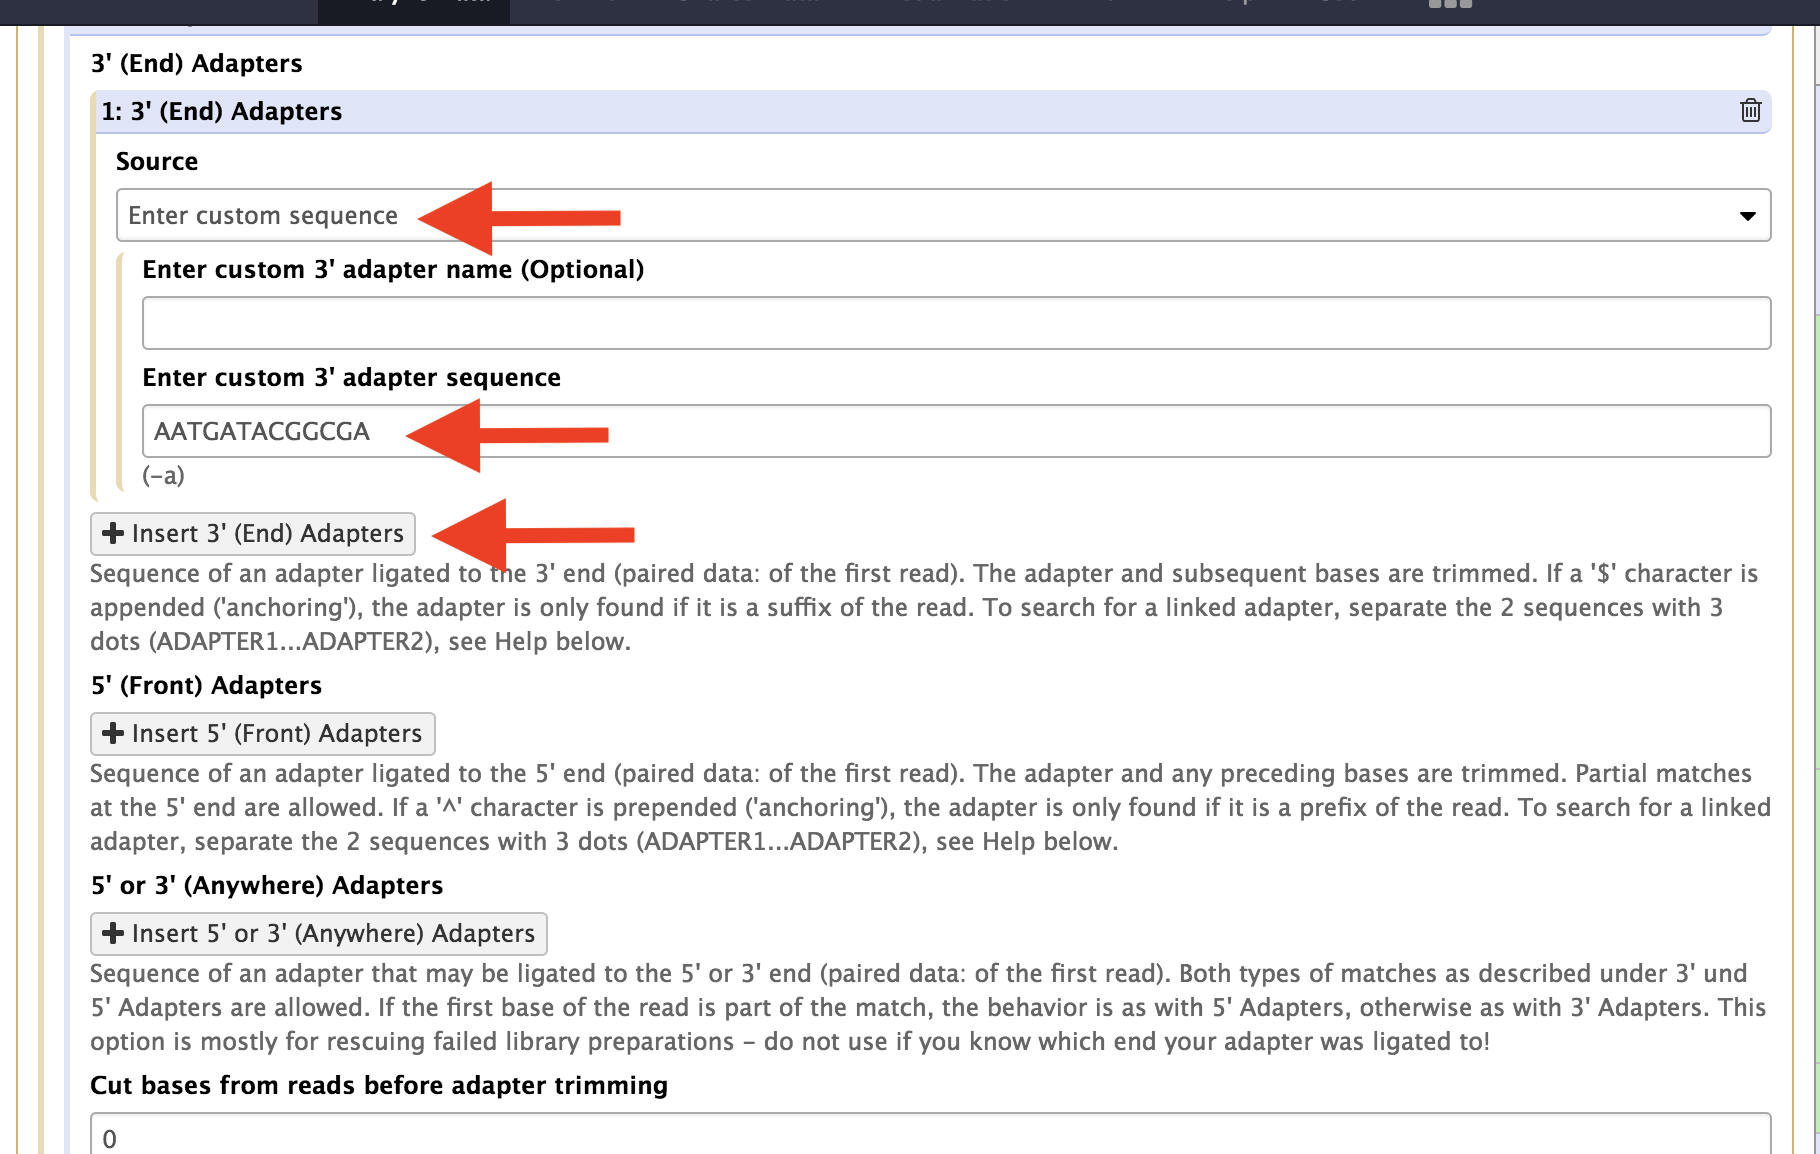 3' (End) Adapters
1: 3' (End) Adapters
Source
Enter custom sequence
Enter custom 3' adapter name (Optional)
Enter custom 3' adapter sequence
AATGATACGGCGA
(-a)
Insert 3' (End) Adapters
Sequence of an adapter ligated to the 3' end (paired data: of the first read). The adapter and subsequent bases are trimmed. If a '$' character is
appended ('anchoring'), the adapter is only found if it is a suffix of the read. To search for a linked adapter, separate the 2 sequences with 3
dots (ADAPTER1...ADAPTER2), see Help below.
5' (Front) Adapters
Insert 5' (Front) Adapters
Sequence of an adapter ligated to the 5' end (paired data: of the first read). The adapter and any preceding bases are trimmed. Partial matches
at the 5' end are allowed. If a '^' character is prepended ('anchoring'), the adapter is only found if it is a prefix of the read. To search for a linked
adapter, separate the 2 sequences with 3 dots (ADAPTER1...ADAPTER2), see Help below.
5' or 3' (Anywhere) Adapters
Insert 5' or 3' (Anywhere) Adapters
Sequence of an adapter that may be ligated to the 5' or 3' end (paired data: of the first read). Both types of matches as described under 3' und
5' Adapters are allowed. If the first base of the read is part of the match, the behavior is as with 5' Adapters, otherwise as with 3' Adapters. This
option is mostly for rescuing failed library preparations – do not use if you know which end your adapter was ligated to!
Cut bases from reads before adapter trimming
0